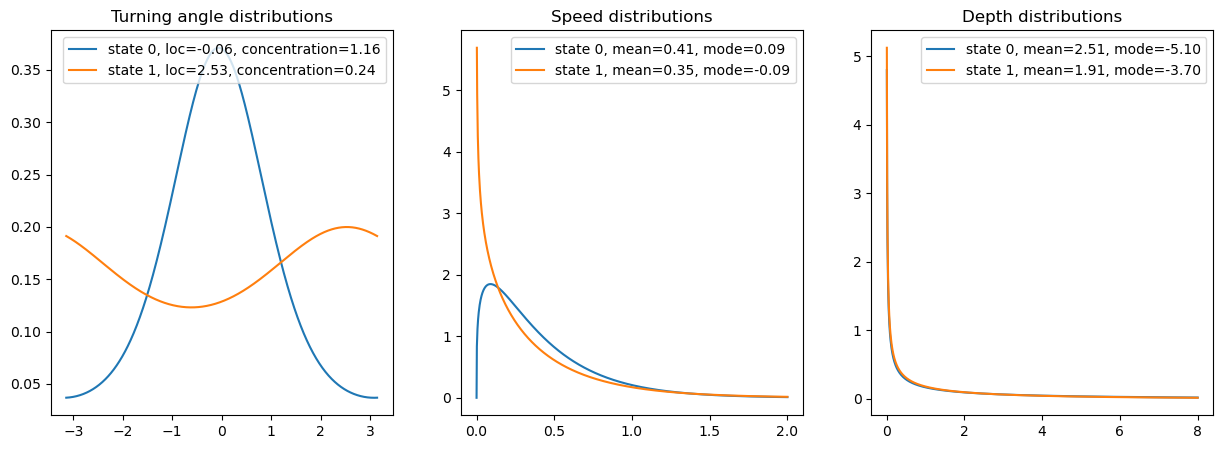 Turning angle distributions
state 0, loc=-0.06, concentration=1.16
state 1, loc=2.53, concentration=0.24
0.35
0.30
0.25
0.20
0.15
0.10
0.05
−3 −2 −1 0 1 2 3
Speed distributions
state 0, mean=0.41, mode=0.09
state 1, mean=0.35, mode=-0.09
5
4
3
2
1
0
0.0 0.5 1.0 1.5 2.0
Depth distributions
state 0, mean=2.51, mode=-5.10
state 1, mean=1.91, mode=-3.70
5
4
3
2
1
0
0 2 4 6 8